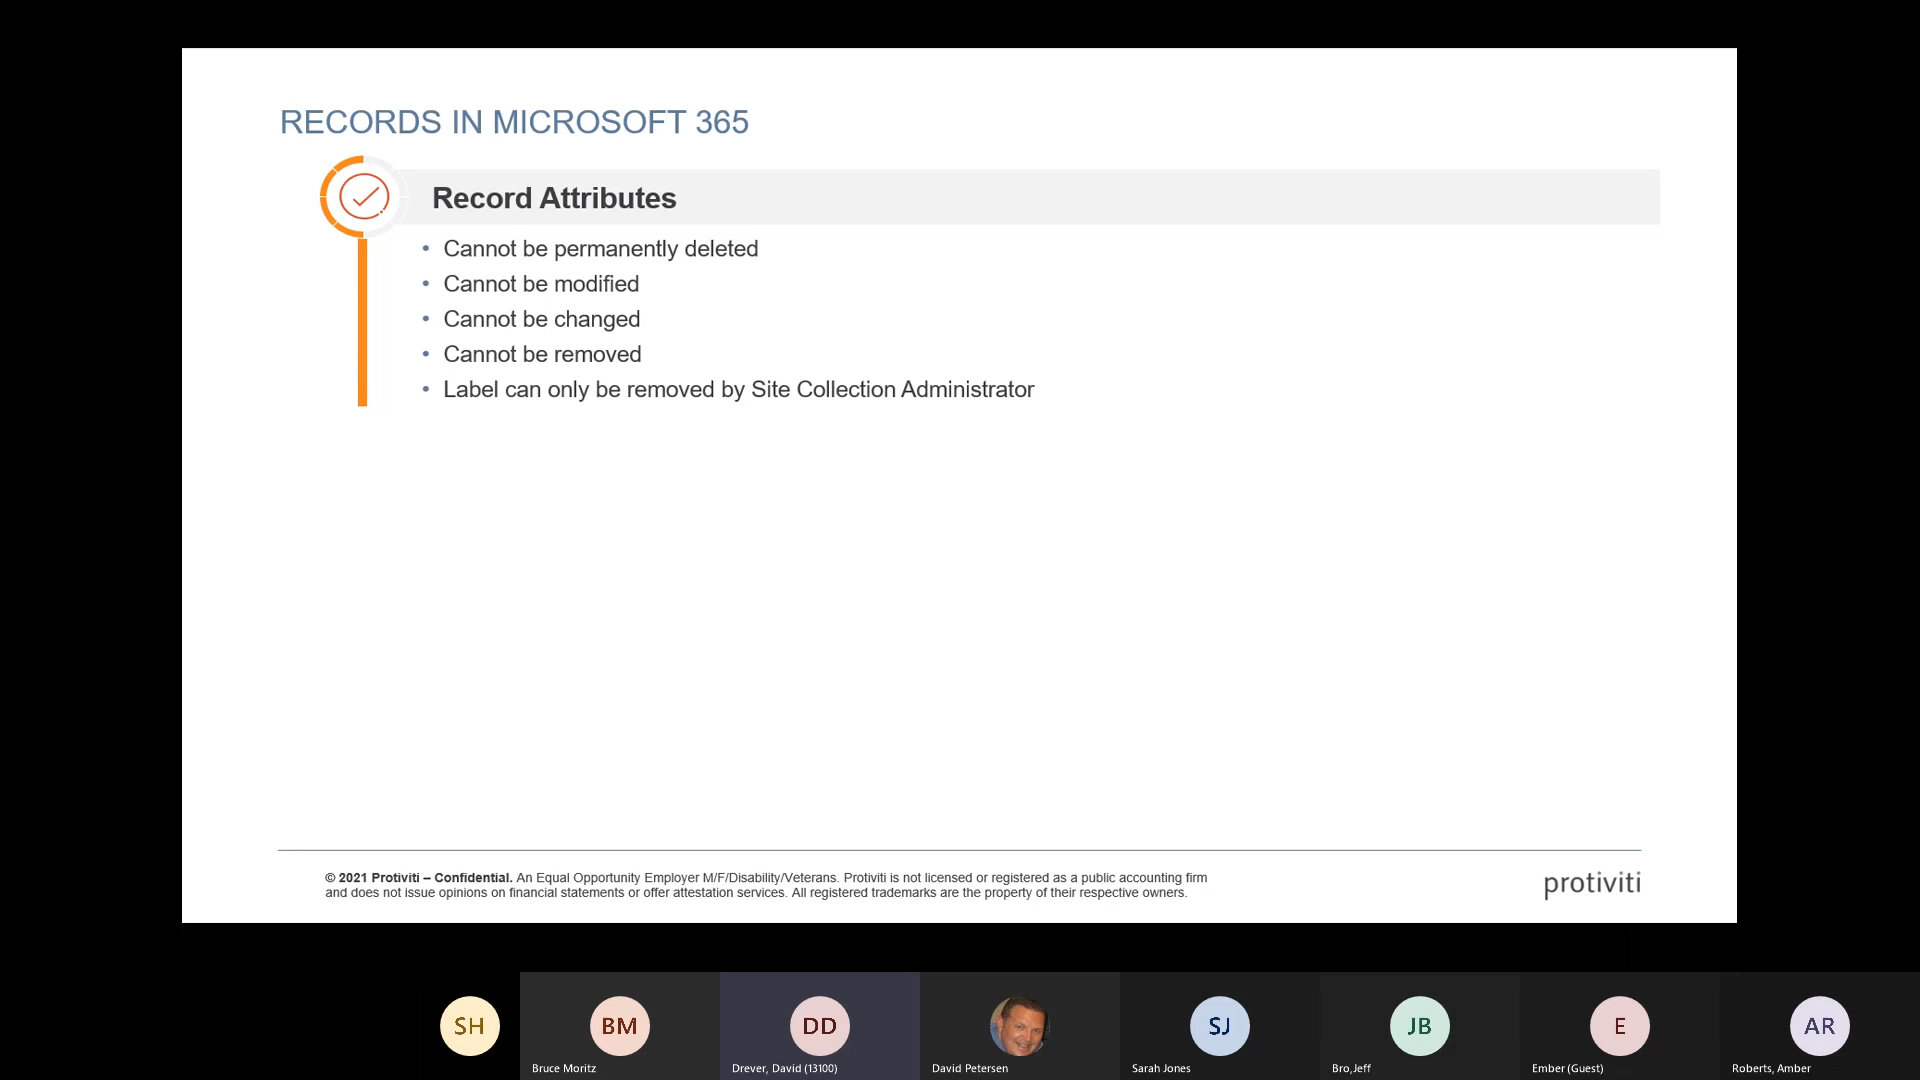 RECORDS IN MICROSOFT 365
Record Attributes
• Cannot be permanently deleted
• Cannot be modified
• Cannot be changed
• Cannot be removed
• Label can only be removed by Site Collection Administrator
© 2021 Protiviti – Confidential. An Equal Opportunity Employer M/F/Disability/Veterans. Protiviti is not licensed or registered as a public accounting firm
and does not issue opinions on financial statements or offer attestation services. All registered trademarks are the property of their respective owners.
protiviti
SH
BM
DD
SJ
JB
E
AR
Bruce Moritz
Drever, David (13100)
David Petersen
Sarah Jones
Bro,Jeff
Ember (Guest)
Roberts, Amber